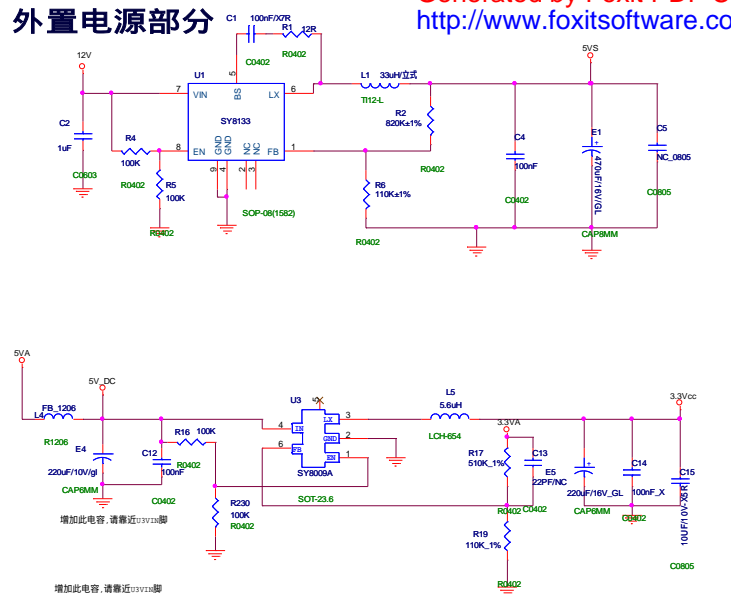 Generated by Foxit PDF C
http://www.foxitsoftware.co
外置电源部分
12V
C1
100nF/X7R
R1
12R
C0402
R0402
5VS
U1
7
VIN
5
BS
LX
6
SY8133
8
EN
GND
GND
NC
NC
FB
1
9
4
2
3
SOP-08(1582)
C2
1uF
C0603
R4
100K
R0402
R5
100K
R0402
L1
33uH/立式
TI12-L
R2
820K±1%
R0402
R6
110K±1%
R0402
C4
100nF
C0402
E1
470uF/16V/GL
CAP8MM
C5
NC_0805
C0805
5VA
5V_DC
L4
FB_1206
R1206
E4
220uF/10V/gl
CAP6MM
C12
100nF
C0402
R16
100K
R0402
R230
100K
R0402
U3
5
4
IN
LX
3
6
FB
GND
2
EN
1
SY8009A
SOT-23.6
L5
5.6uH
LCH-654
3.3VA
R17
510K_1%
R0402
C13
22PF/NC
C0402
R19
110K_1%
R0402
E5
220uF/16V_GL
CAP6MM
C14
100nF_X
C0402
3.3Vcc
C15
10UF/10V-X5R
C0805
增加此电容,请靠近U3VIN脚
增加此电容,请靠近U3VIN脚